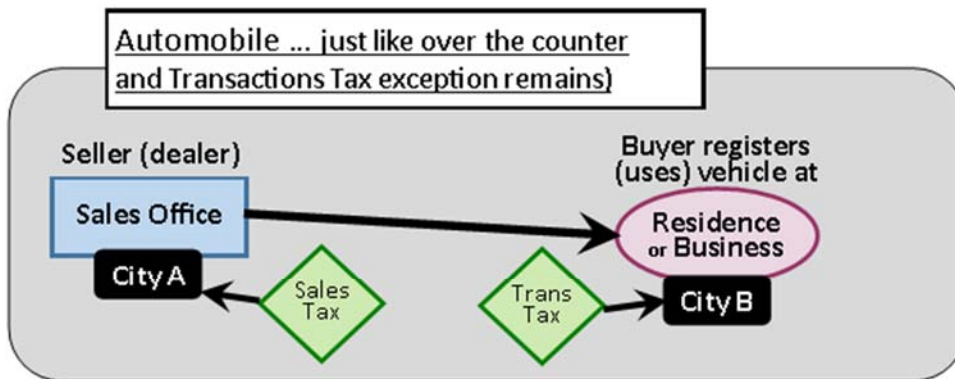 Automobile ... just like over the counter
and Transactions Tax exception remains)
Seller (dealer)
Sales Office
City A
Sales
Tax
Trans
Tax
Buyer registers
(uses) vehicle at
Residence
or Business
City B